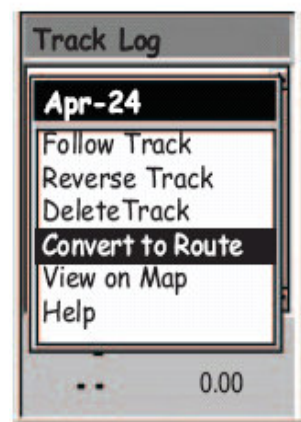 Track Log
Apr-24
Follow Track
Reverse Track
DeleteTrack
Convert to Route
View on Map
Help
- - 0.00